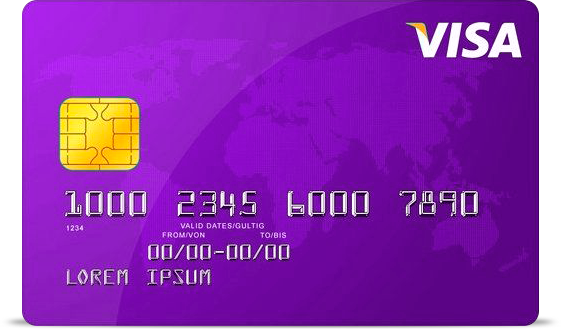 VISA
1000 2345 6000 7890
1234
VALID DATES/GULTIG
FROM/VON TO/BIS
00/00-00/00
LOREM IPSUM